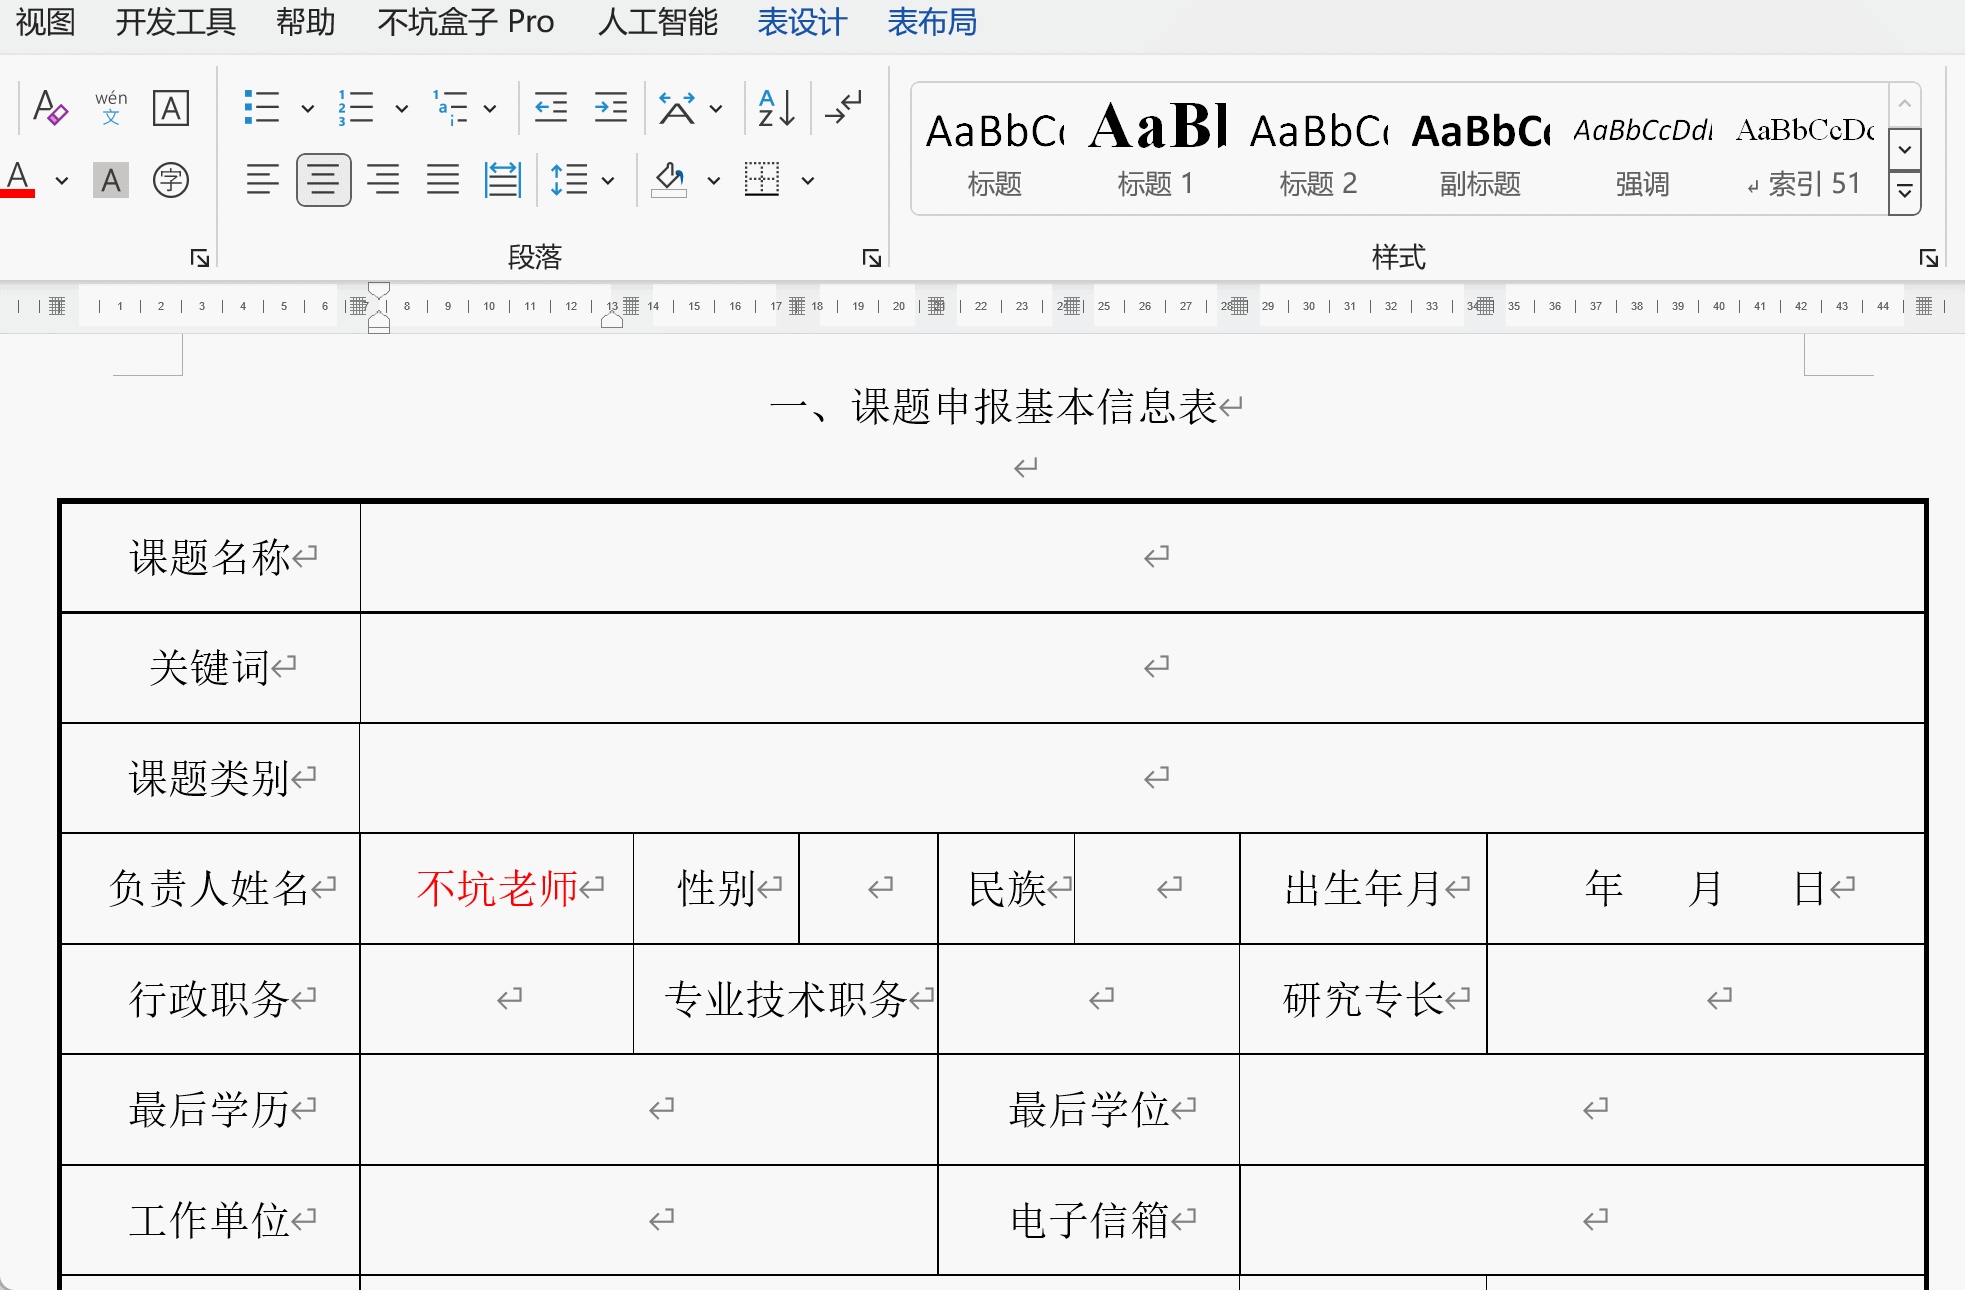 视图 开发工具 帮助 不坑盒子 Pro 人工智能 表设计 表布局
wén A
文
AaBbCc AaBl AaBbCc AaBbCc AaBbCcDdl AaBbCcDc
A A 字
标题 标题 1 标题 2 副标题 强调 索引 51
段落 样式
1 2 3 4 5 6 7 8 9 10 11 12 13 14 15 16 17 18 19 20 22 23 24 25 26 27 28 29 30 31 32 33 34 35 36 37 38 39 40 41 42 43 44
一、课题申报基本信息表
课题名称
关键词
课题类别
负责人姓名 不坑老师 性别 民族 出生年月 年 月 日
行政职务 专业技术职务 研究专长
最后学历 最后学位
工作单位 电子信箱